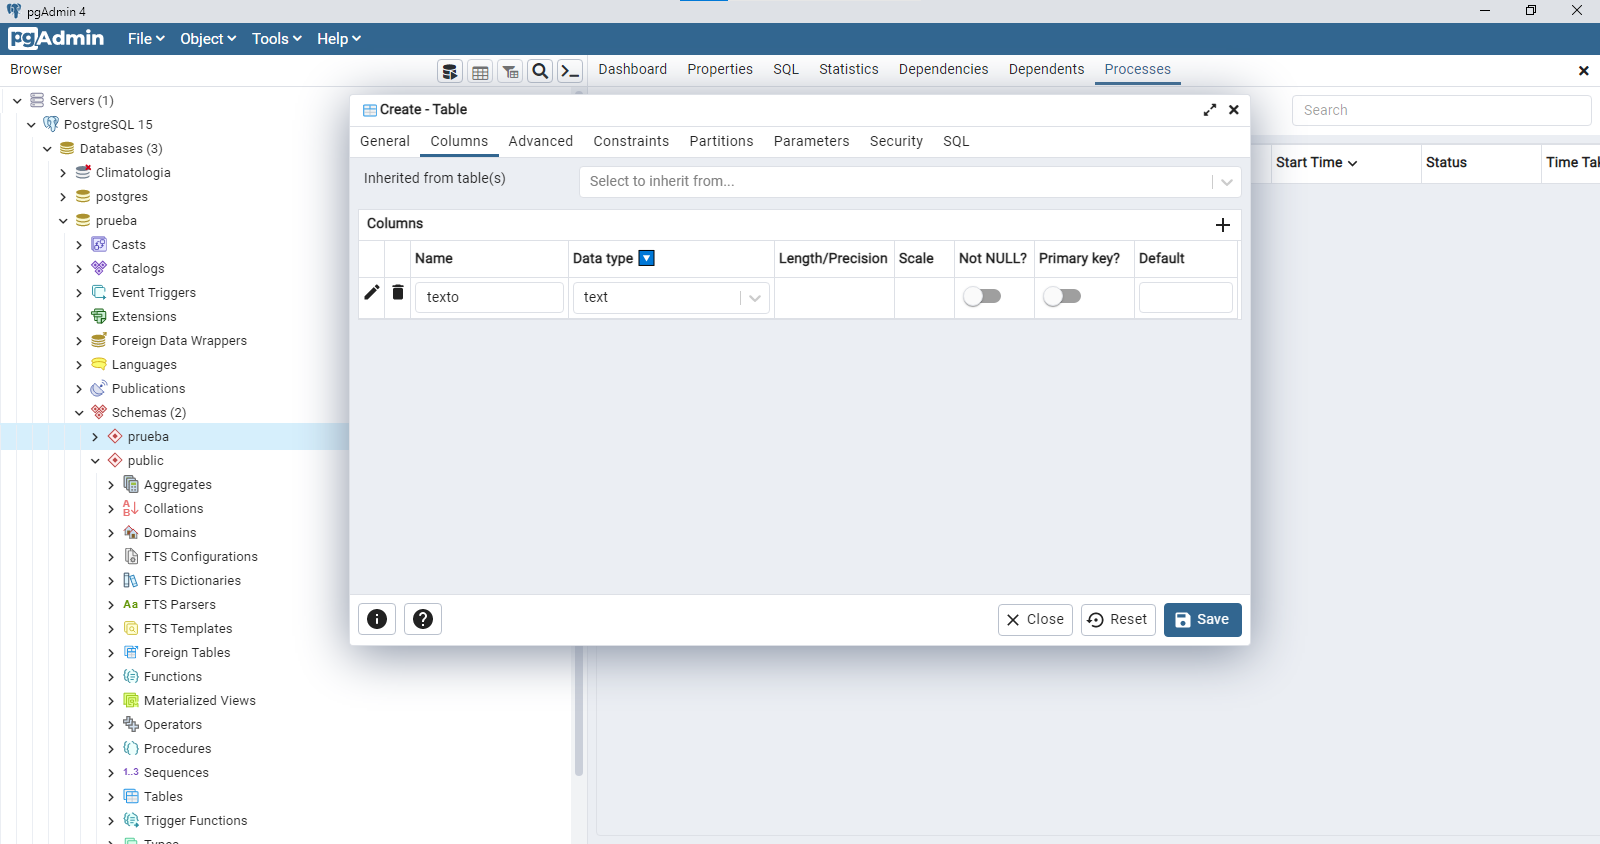 pgAdmin 4
pgAdmin File Object Tools Help
Browser
Dashboard Properties SQL Statistics Dependencies Dependents Processes
Servers (1)
PostgreSQL 15
Databases (3)
Climatologia
postgres
prueba
Casts
Catalogs
Event Triggers
Extensions
Foreign Data Wrappers
Languages
Publications
Schemas (2)
prueba
public
Aggregates
Collations
Domains
FTS Configurations
FTS Dictionaries
Aa FTS Parsers
FTS Templates
Foreign Tables
Functions
Materialized Views
Operators
Procedures
1..3 Sequences
Tables
Trigger Functions
Create - Table
General Columns Advanced Constraints Partitions Parameters Security SQL
Inherited from table(s) Select to inherit from...
Columns
Name Data type Length/Precision Scale Not NULL? Primary key? Default
texto text
Close Reset Save
Search
Start Time Status Time Tak